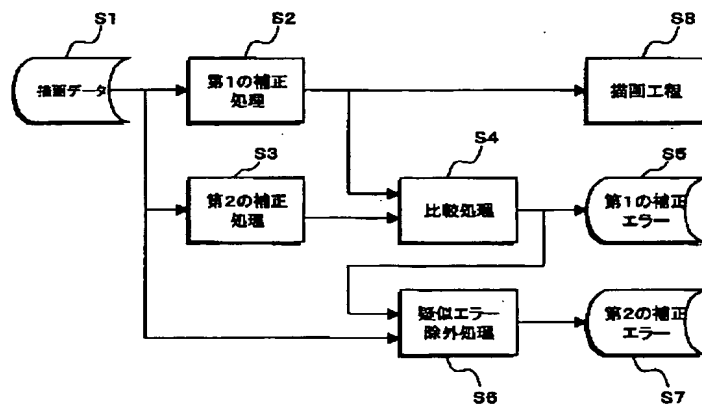 S1
S2
S8
描画データ
第1の補正
処理
描画工程
S3
S4
S5
第2の補正
処理
比較処理
第1の補正
エラー
疑似エラー
除外処理
第2の補正
エラー
S6
S7